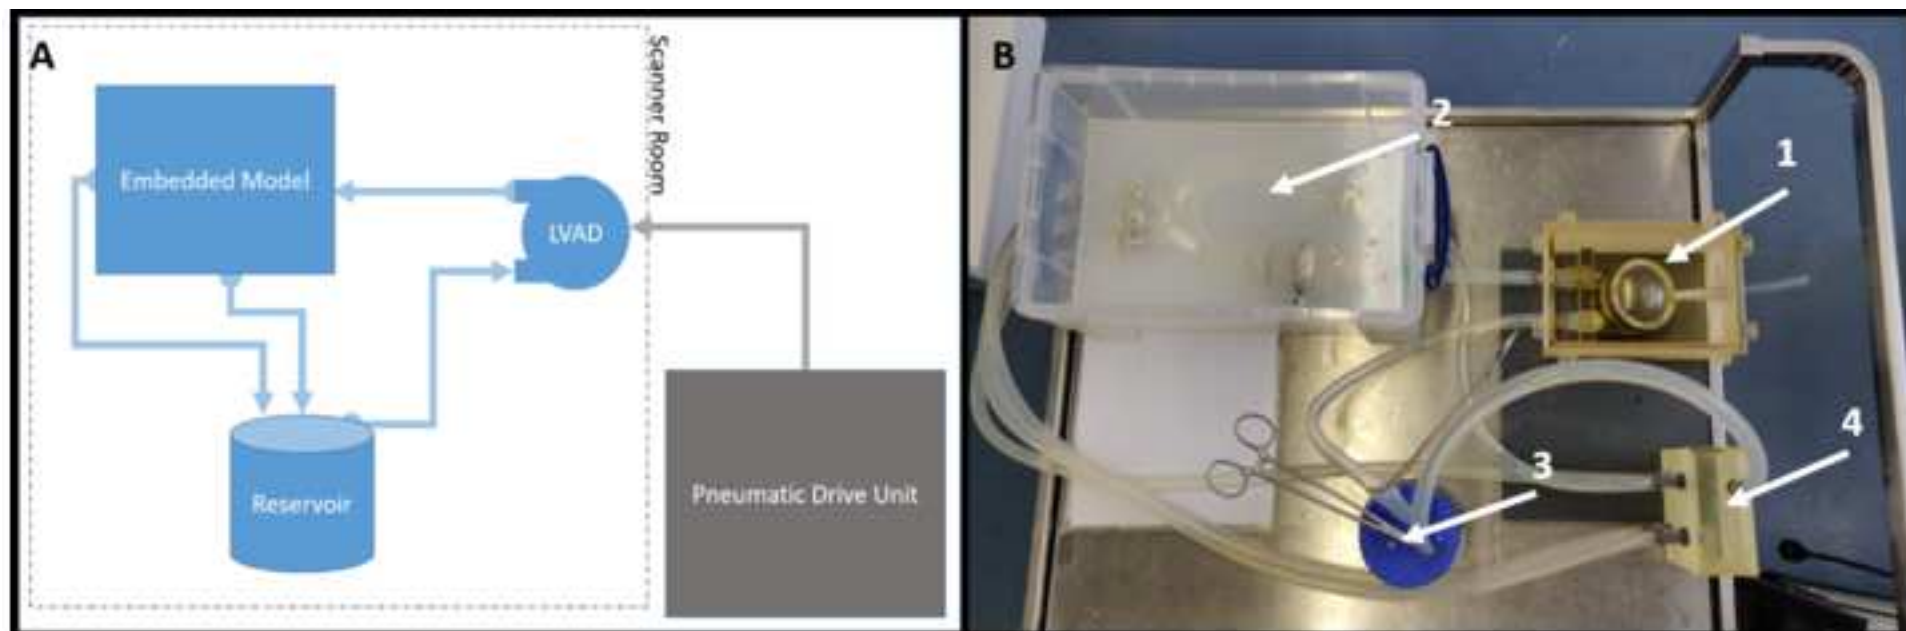 A
Scanner Room
Embedded Model
LVAD
Reservoir
Pneumatic Drive Unit
B
2
1
3
4